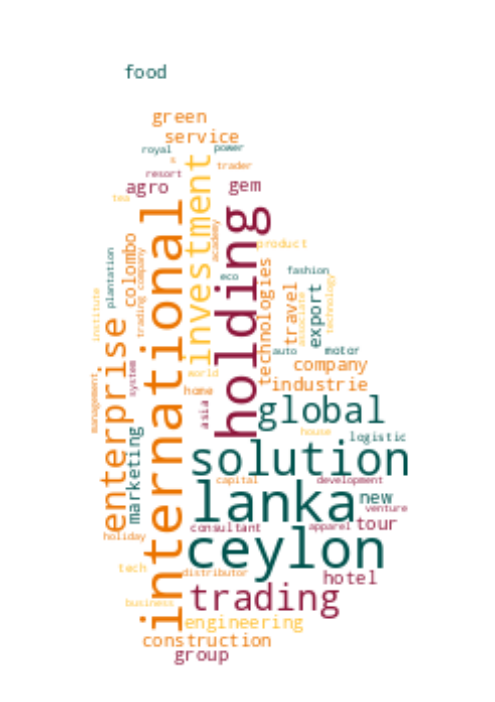 food
green
service
royal
power
s
trader
resort
agro
gem
tea
international
investment
holding
academy
product
colombo
company
trading
plantation
eco
fashion
technologies
travel
export
associate
technology
institute
enterprise
auto
motor
world
company
system
management
home
industrie
asia
global
marketing
house
logistic
solution
capital
development
lanka
new
venture
consultant
apparel
tour
holiday
ceylon
tech
distributor
hotel
trading
business
engineering
construction
group